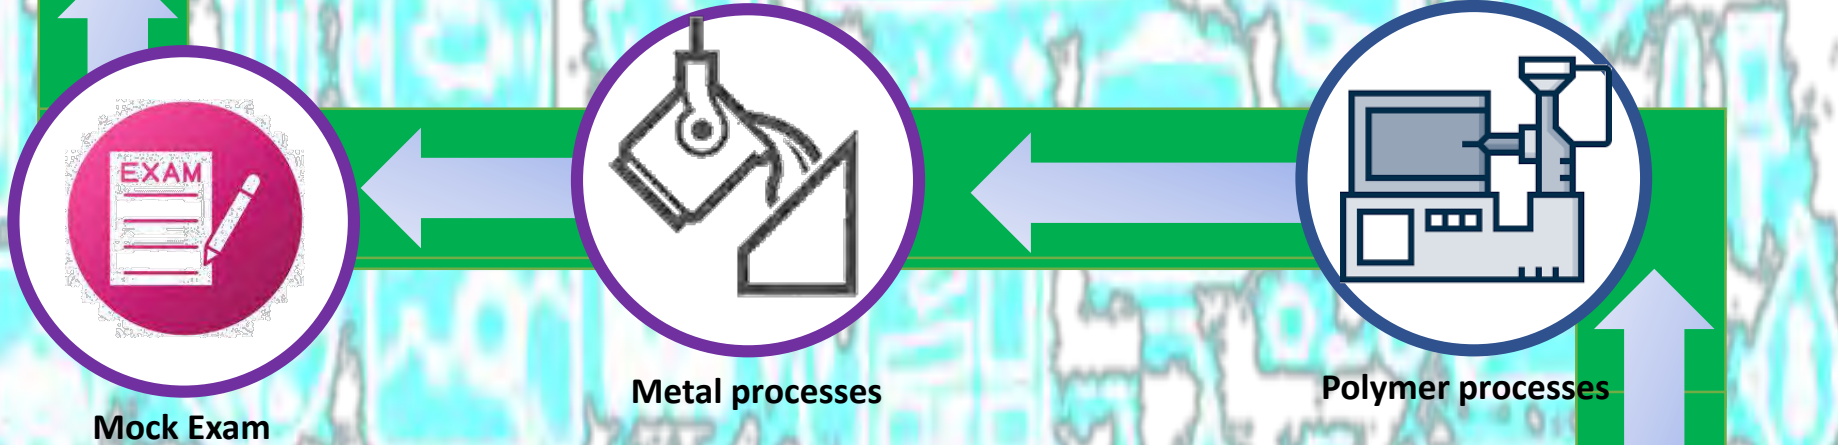 EXAM
Metal processes
Polymer processes
Mock Exam